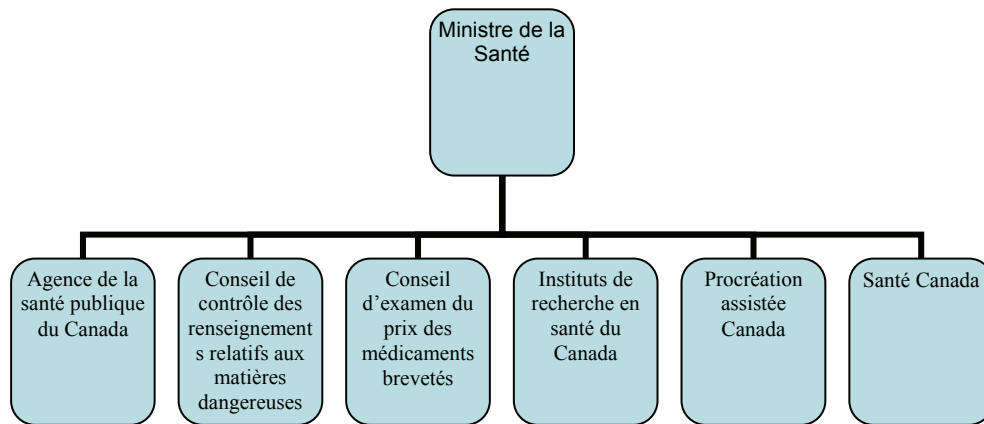 Ministre de la
Santé
Agence de la
santé publique
du Canada
Conseil de
contrôle des
renseignement
s relatifs aux
matières
dangereuses
Conseil
d’examen du
prix des
médicaments
brevetés
Instituts de
recherche en
santé du
Canada
Procréation
assistée
Canada
Santé Canada